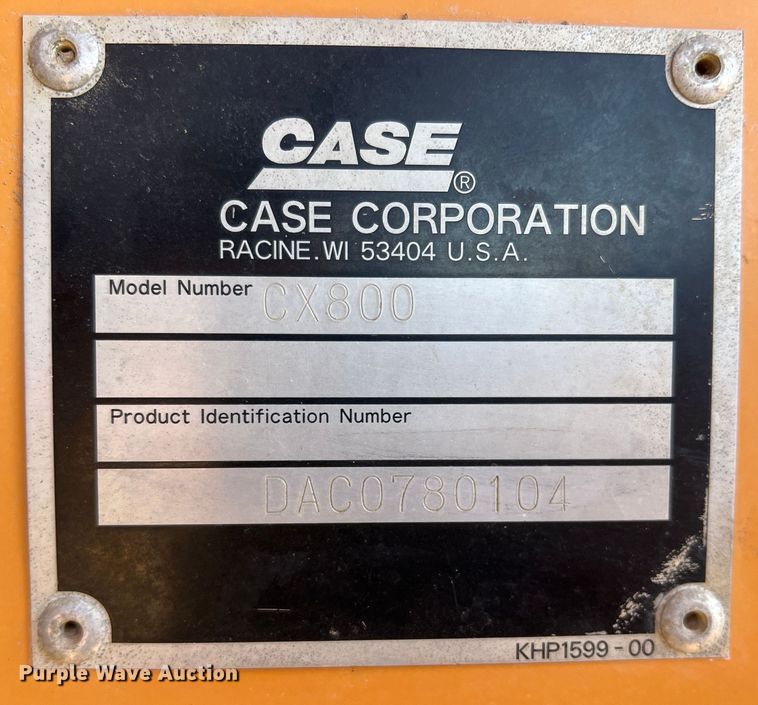 CASE®
CASE CORPORATION
RACINE. WI 53404 U.S.A.
Model Number CX800
Product Identification Number
DAC0780104
KHP1599-00
Purple Wave Auction